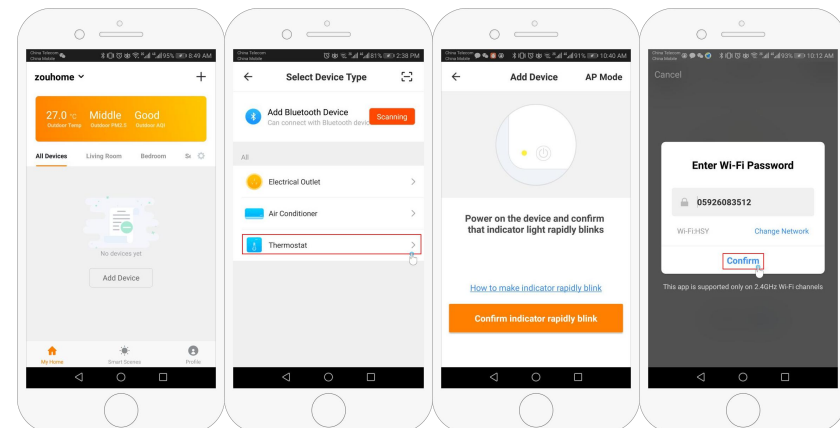 China Telecom
China Mobile
95%
8:49 AM
zouhome
27.0 °C
Outdoor Temp
Middle
Outdoor PM2.5
Good
Outdoor AQI
All Devices
Living Room
Bedroom
No devices yet
Add Device
My Home
Smart Scenes
Profile
China Telecom
China Mobile
81%
2:38 PM
Select Device Type
Add Bluetooth Device
Can connect with Bluetooth devic
Scanning
All
Electrical Outlet
Air Conditioner
Thermostat
China Telecom
China Mobile
91%
10:40 AM
Add Device
AP Mode
Power on the device and confirm
that indicator light rapidly blinks
How to make indicator rapidly blink
Confirm indicator rapidly blink
China Telecom
China Mobile
93%
10:12 AM
Cancel
Enter Wi-Fi Password
05926083512
Wi-Fi:HSY
Change Network
Confirm
This app is supported only on 2.4GHz Wi-Fi channels